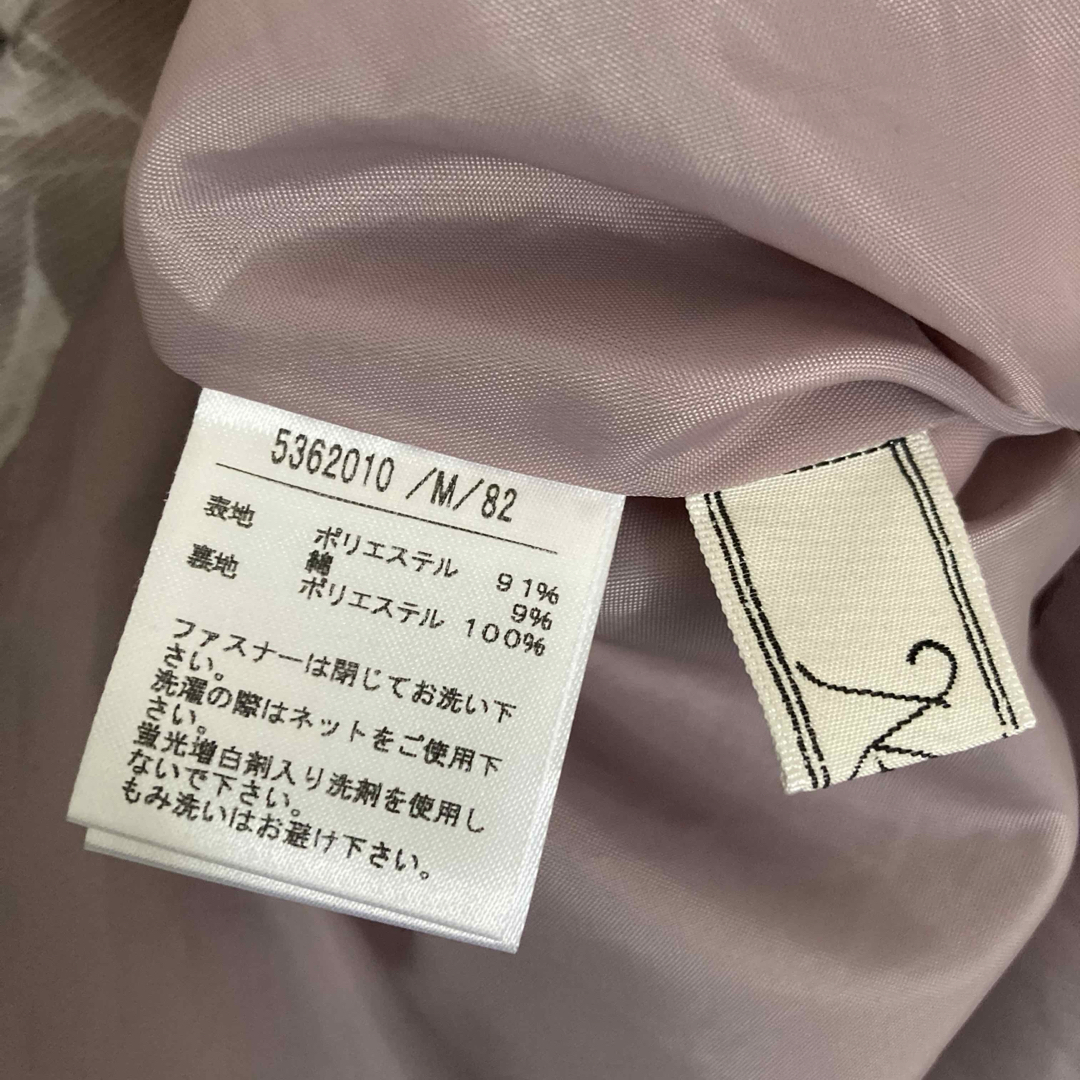 5362010 /M/82
表地 ポリエステル 91%
綿 9%
裏地 ポリエステル 100%
ファスナーは閉じてお洗い下
さい。
洗濯の際はネットをご使用下
さい。
蛍光増白剤入り洗剤を使用し
ないで下さい。
もみ洗いはお避け下さい。